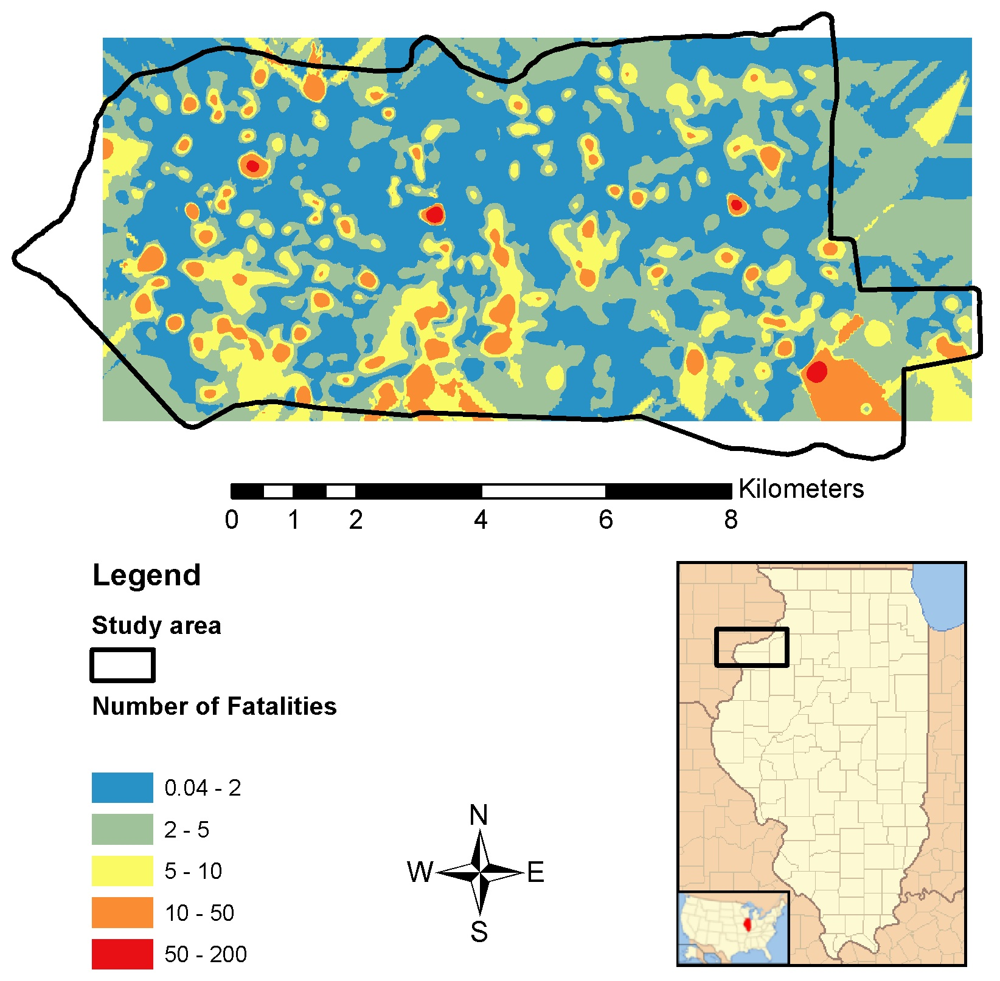 Kilometers
0 1 2 4 6 8
Legend
Study area
Number of Fatalities
0.04 - 2
2 - 5
5 - 10
10 - 50
50 - 200
N
W E
S